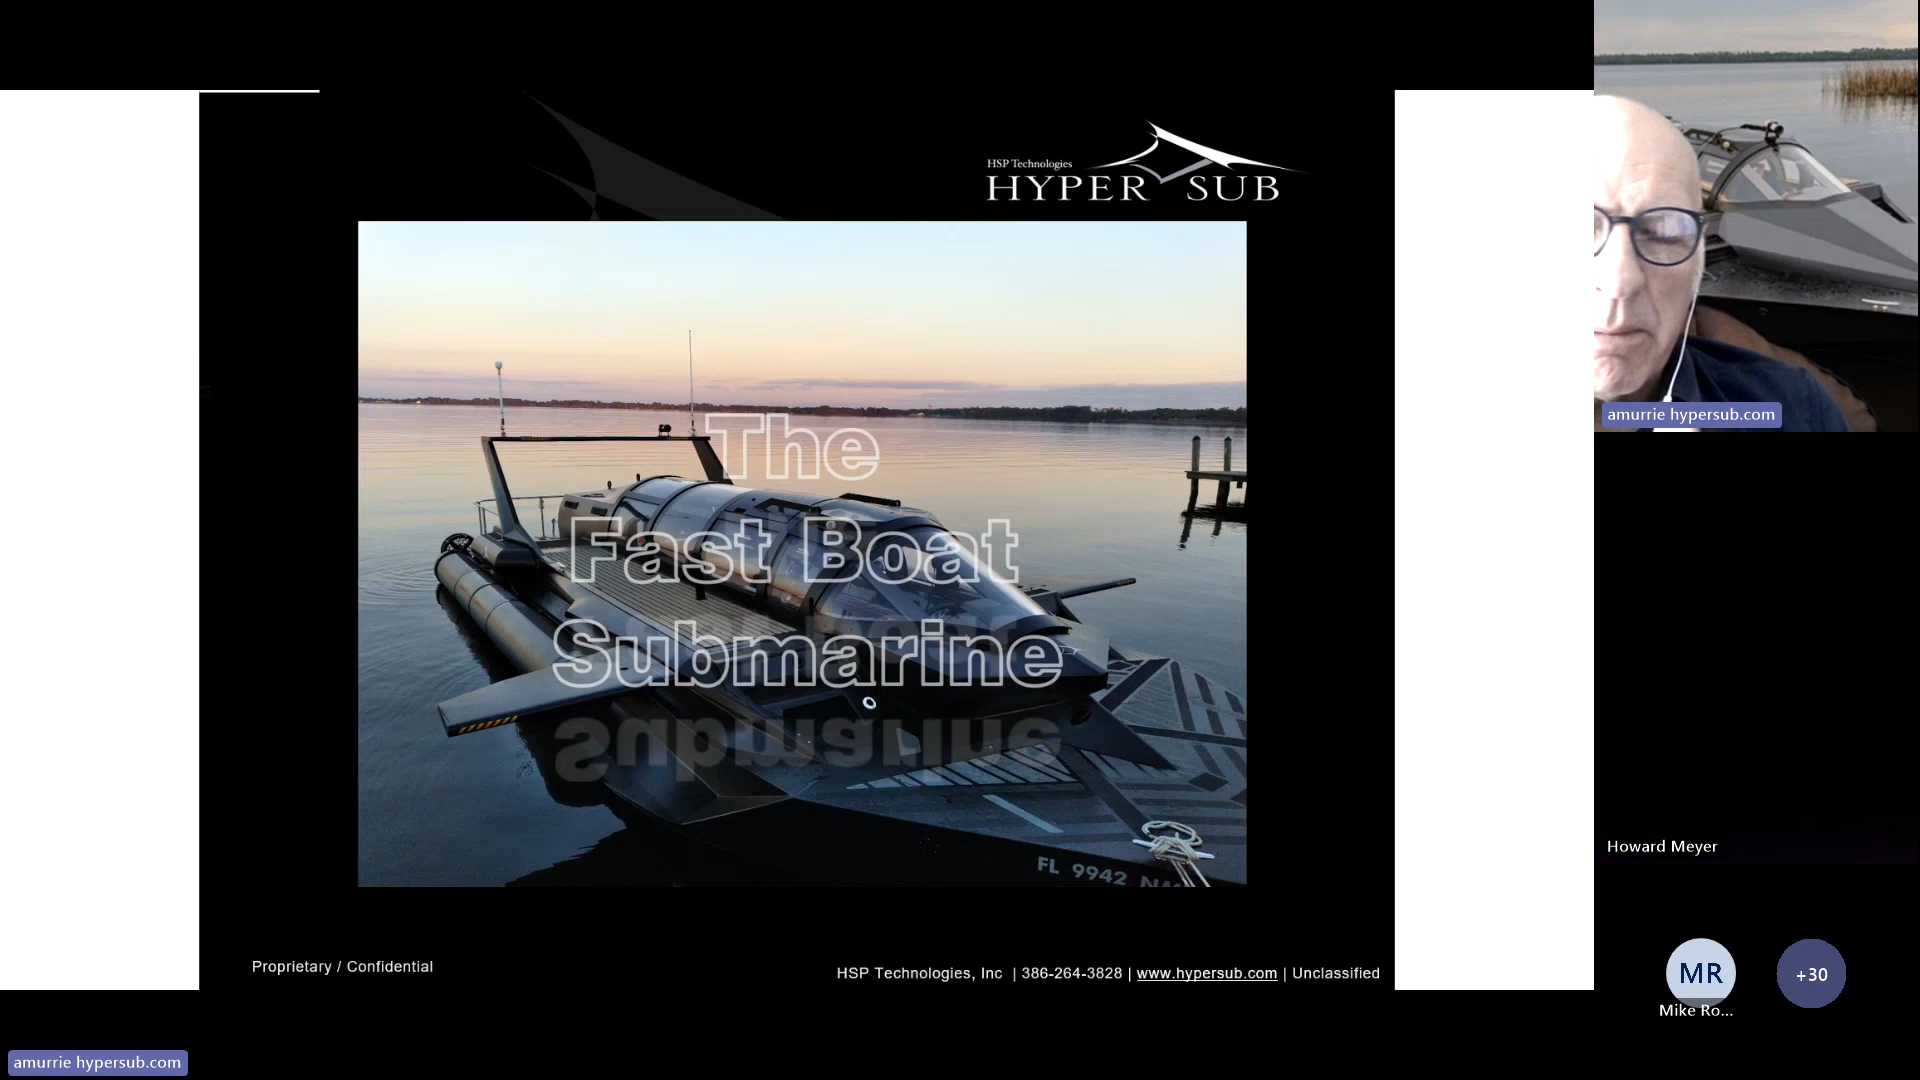 HSP Technologies
HYPER SUB
The
Fast Boat
Submarine
FL 9942 NM
Proprietary / Confidential
HSP Technologies, Inc | 386-264-3828 | www.hypersub.com | Unclassified
amurrie hypersub.com
Howard Meyer
MR
+30
Mike Ro...
amurrie hypersub.com